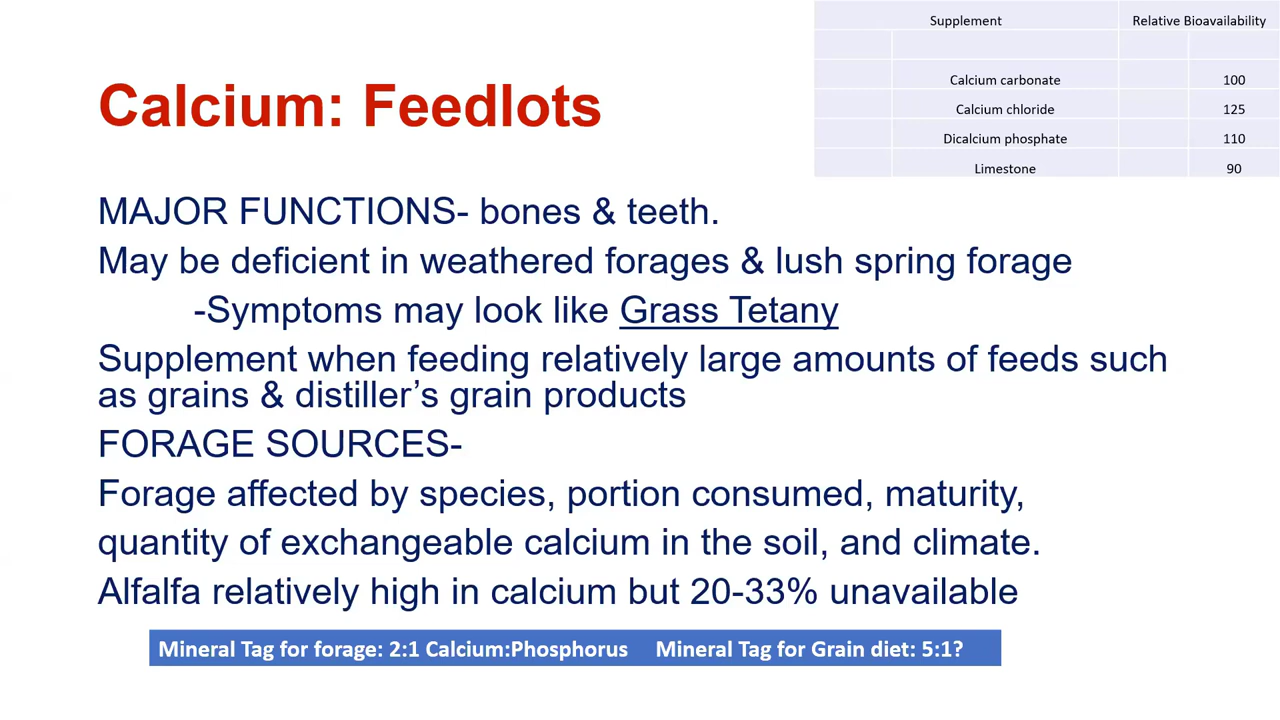 Supplement Relative Bioavailability
Calcium carbonate 100
Calcium chloride 125
Dicalcium phosphate 110
Limestone 90
Calcium: Feedlots
MAJOR FUNCTIONS- bones & teeth.
May be deficient in weathered forages & lush spring forage
-Symptoms may look like Grass Tetany
Supplement when feeding relatively large amounts of feeds such
as grains & distiller’s grain products
FORAGE SOURCES-
Forage affected by species, portion consumed, maturity,
quantity of exchangeable calcium in the soil, and climate.
Alfalfa relatively high in calcium but 20-33% unavailable
Mineral Tag for forage: 2:1 Calcium:Phosphorus Mineral Tag for Grain diet: 5:1?